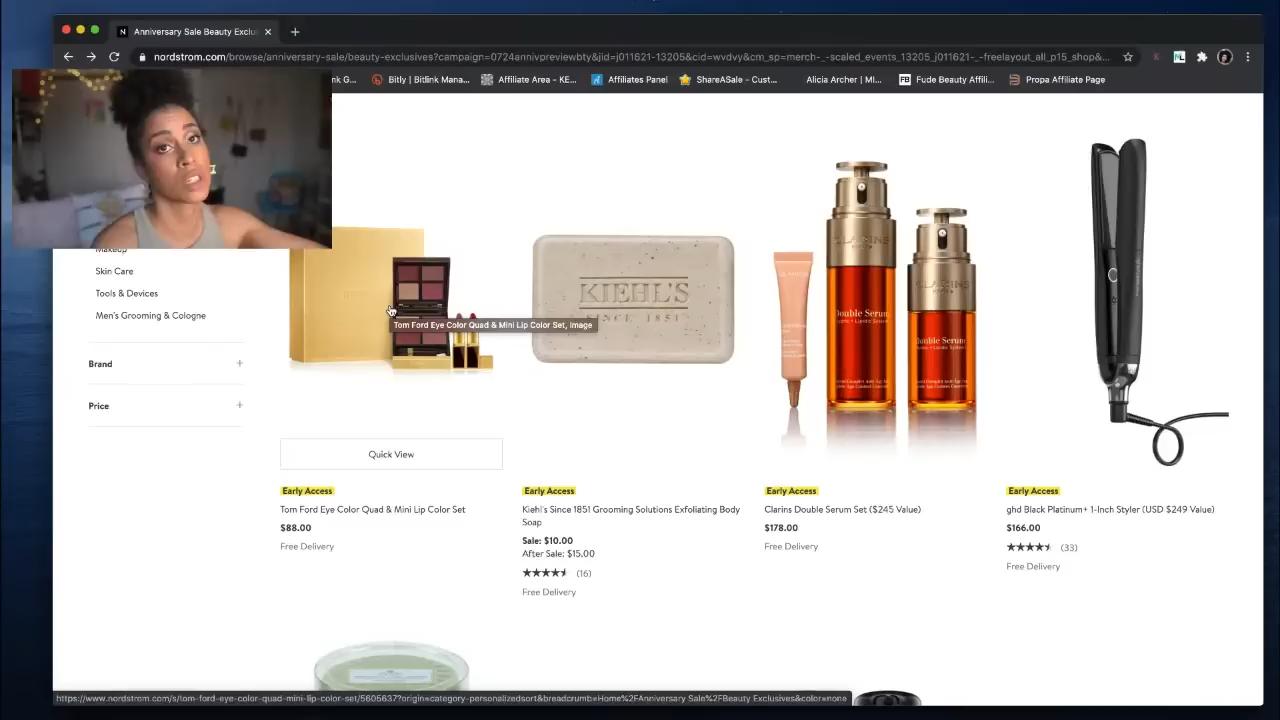 Anniversary Sale Beauty Exclu
nordstrom.com/browse/anniversary-sale/beauty-exclusives?campaign=0724annivpreviewbty&jid=j011621-13205&cid=wvdvy&cm_sp=merch-_-scaled_events_13205_j011621-_-freelayout_all_p15_shop&...
nk G... Bitly | Bitlink Mana... Affiliate Area - KE... Affiliates Panel ShareASale - Cust... Alicia Archer | MI... FB Fude Beauty Affili... Propa Affiliate Page
Makeup
Skin Care
Tools & Devices
Men's Grooming & Cologne
Brand
Price
KIEHL'S
SINCE 1851
CLARINS
Double Serum
Double Serum
Tom Ford Eye Color Quad & Mini Lip Color Set, Image
Quick View
Early Access
Tom Ford Eye Color Quad & Mini Lip Color Set
$88.00
Free Delivery
Early Access
Kiehl's Since 1851 Grooming Solutions Exfoliating Body
Soap
Sale: $10.00
After Sale: $15.00
(16)
Free Delivery
Early Access
Clarins Double Serum Set ($245 Value)
$178.00
Free Delivery
Early Access
ghd Black Platinum+ 1-Inch Styler (USD $249 Value)
$166.00
(33)
Free Delivery
https://www.nordstrom.com/s/tom-ford-eye-color-quad-mini-lip-color-set/5605637?origin=category-personalizedsort&breadcrumb=Home%2FAnniversary Sale%2FBeauty Exclusives&color=none